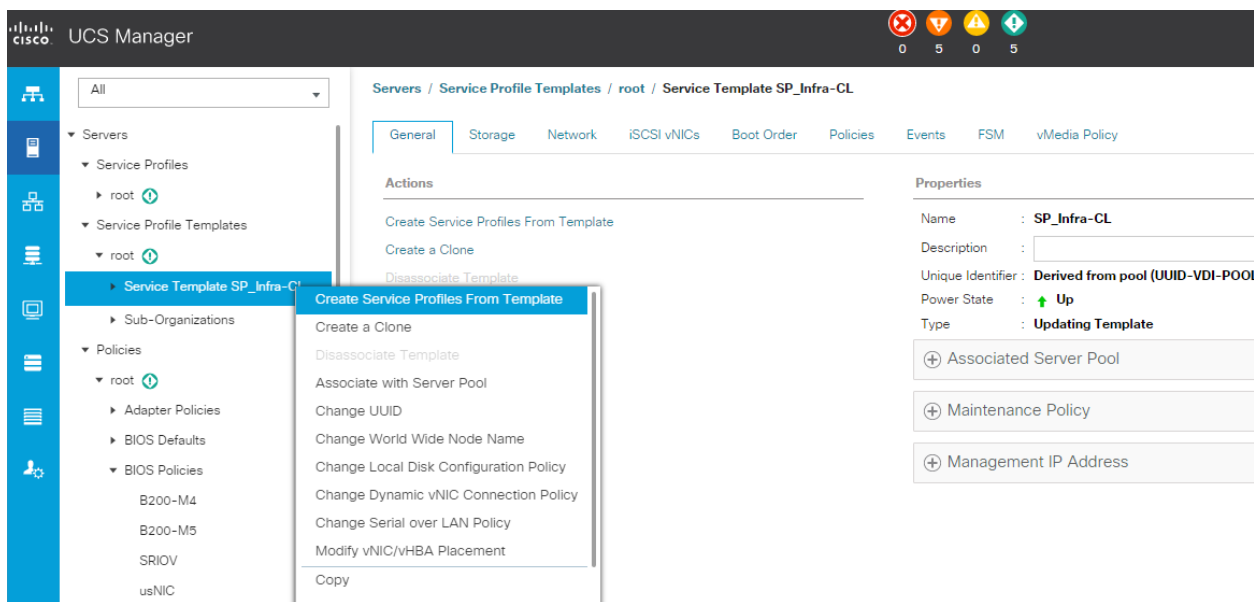 cisco UCS Manager
0 5 0 5
All
Servers / Service Profile Templates / root / Service Template SP_Infra-CL
General Storage Network iSCSI vNICs Boot Order Policies Events FSM vMedia Policy
Servers
Service Profiles
root
Service Profile Templates
root
Service Template SP_Infra-CL
Sub-Organizations
Policies
root
Adapter Policies
BIOS Defaults
BIOS Policies
B200-M4
B200-M5
SRIOV
usNIC
Actions
Create Service Profiles From Template
Create a Clone
Disassociate Template
Create Service Profiles From Template
Create a Clone
Disassociate Template
Associate with Server Pool
Change UUID
Change World Wide Node Name
Change Local Disk Configuration Policy
Change Dynamic vNIC Connection Policy
Change Serial over LAN Policy
Modify vNIC/vHBA Placement
Copy
Properties
Name : SP_Infra-CL
Description :
Unique Identifier : Derived from pool (UUID-VDI-POOL
Power State : Up
Type : Updating Template
Associated Server Pool
Maintenance Policy
Management IP Address